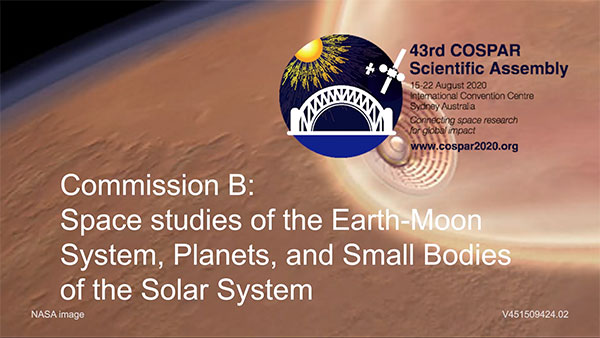 43rd COSPAR
Scientific Assembly
15-22 August 2020
International Convention Centre
Sydney Australia
Connecting space research
for global impact
www.cospar2020.org
Commission B:
Space studies of the Earth-Moon
System, Planets, and Small Bodies
of the Solar System
NASA image
V451509424.02